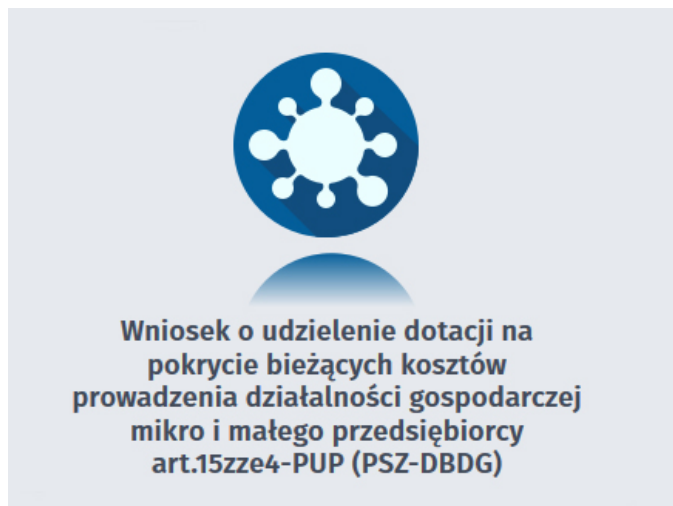 Wniosek o udzielenie dotacji na
pokrycie bieżących kosztów
prowadzenia działalności gospodarczej
mikro i małego przedsiębiorcy
art.15zze4-PUP (PSZ-DBDG)